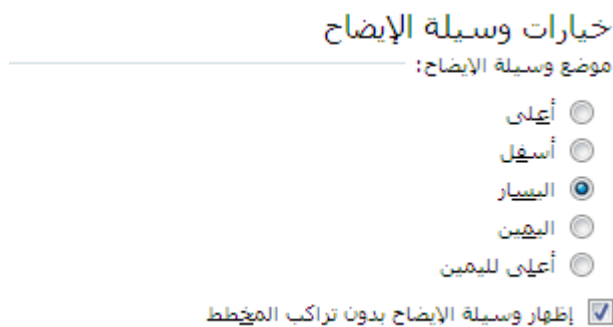 خيارات وسيلة الإيضاح
موضع وسيلة الإيضاح:
أعلى
أسفل
اليسار
اليمين
أعلى لليمين
إظهار وسيلة الإيضاح بدون تراكب المخطط